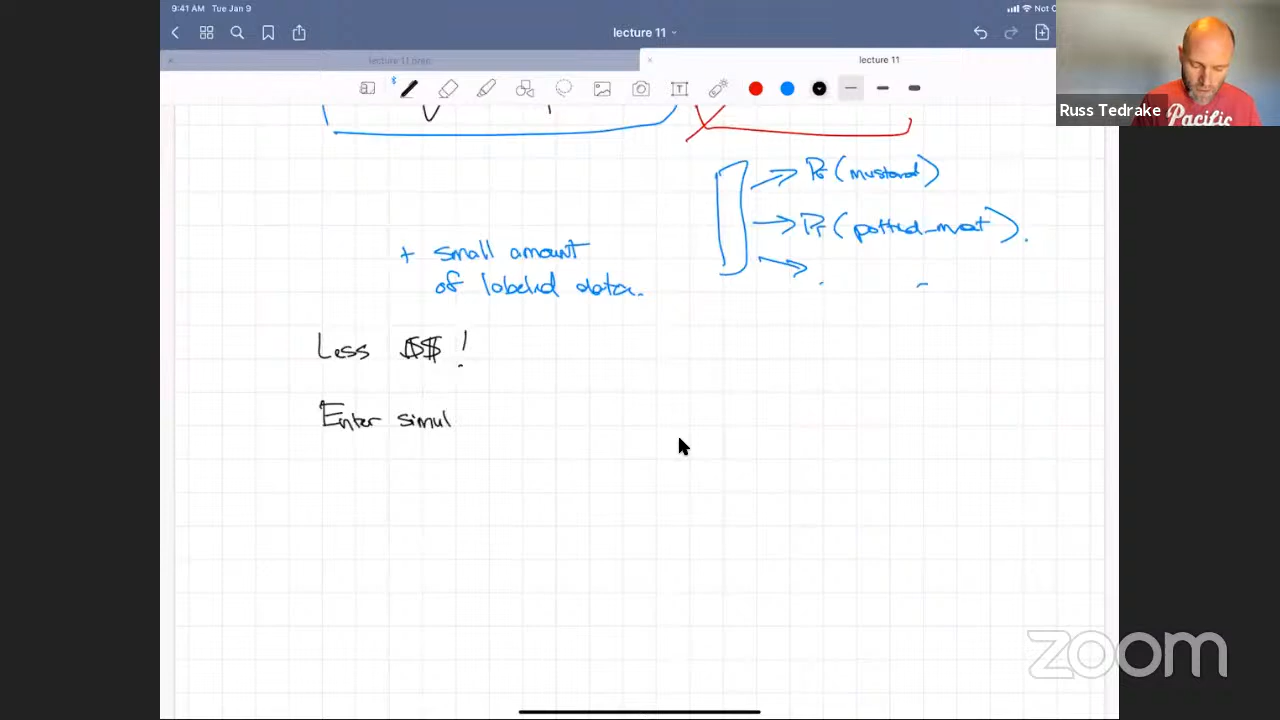 9:41 AM Tue Jan 9
Not C
lecture 11
lecture 11 prep
lecture 11
Russ Tedrake
Pacific
Pr (mustard)
Pr (potted_meat).
+ small amount
of labeled data.
Less $$ !
Enter simul
zoom